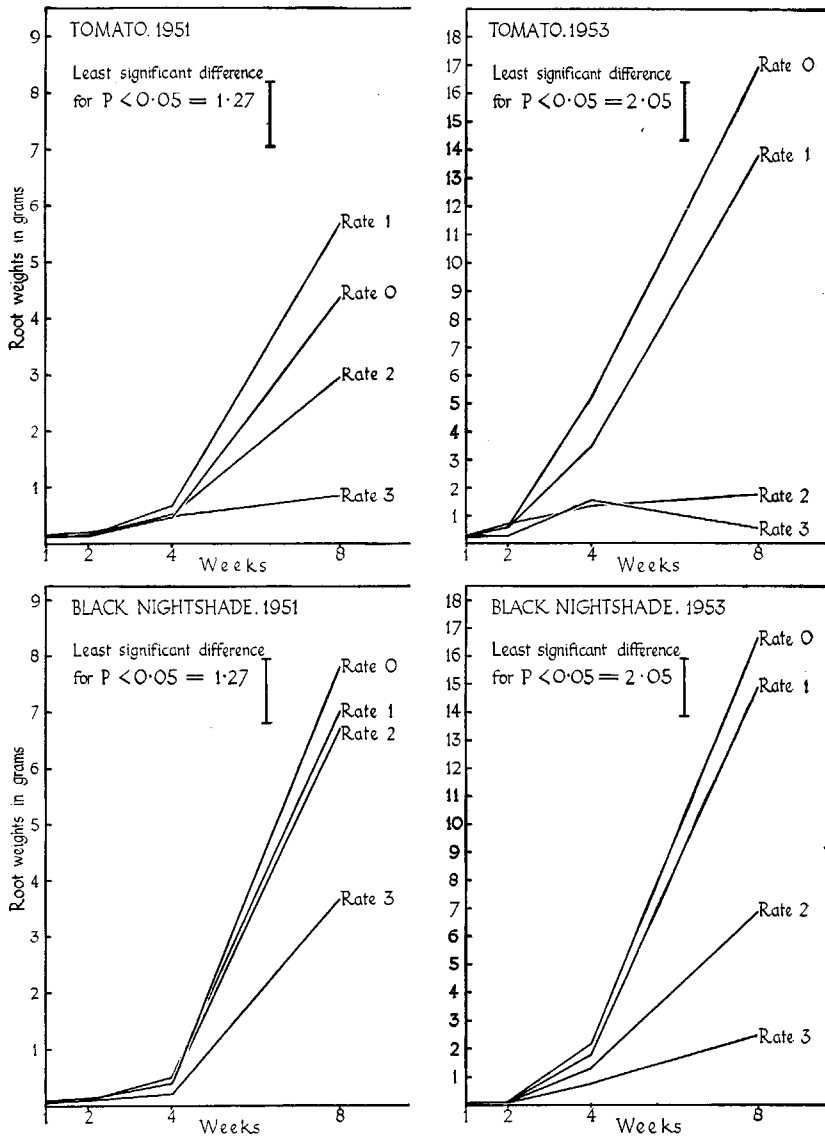 TOMATO. 1951
Least significant difference
for P < 0·05 = 1·27
9
8
7
6
5
4
3
2
1
Root weights in grams
Rate 1
Rate 0
Rate 2
Rate 3
1 2 4 8
Weeks
TOMATO. 1953
Least significant difference
for P < 0·05 = 2·05
18
17
16
15
14
13
12
11
10
9
8
7
6
5
4
3
2
1
Rate 0
Rate 1
Rate 2
Rate 3
1 2 4 8
Weeks
BLACK NIGHTSHADE. 1951
Least significant difference
for P < 0·05 = 1·27
9
8
7
6
5
4
3
2
1
Root weights in grams
Rate 0
Rate 1
Rate 2
Rate 3
1 2 4 8
Weeks
BLACK NIGHTSHADE. 1953
Least significant difference
for P < 0·05 = 2·05
18
17
16
15
14
13
12
11
10
9
8
7
6
5
4
3
2
1
Rate 0
Rate 1
Rate 2
Rate 3
1 2 4 8
Weeks